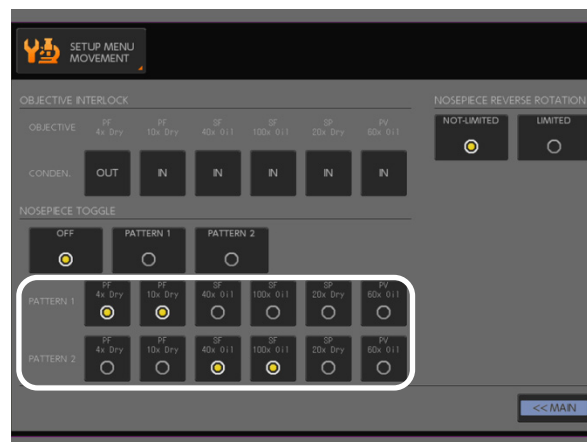 SETUP MENU
MOVEMENT
OBJECTIVE INTERLOCK
NOSEPIECE REVERSE ROTATION
OBJECTIVE
PF 4x Dry
PF 10x Dry
SF 40x Oil
SF 100x Oil
SP 20x Dry
PV 60x Oil
NOT-LIMITED
LIMITED
CONDEN.
OUT
IN
IN
IN
IN
IN
NOSEPIECE TOGGLE
OFF
PATTERN 1
PATTERN 2
PATTERN 1
PF 4x Dry
PF 10x Dry
SF 40x Oil
SF 100x Oil
SP 20x Dry
PV 60x Oil
PATTERN 2
PF 4x Dry
PF 10x Dry
SF 40x Oil
SF 100x Oil
SP 20x Dry
PV 60x Oil
<< MAIN